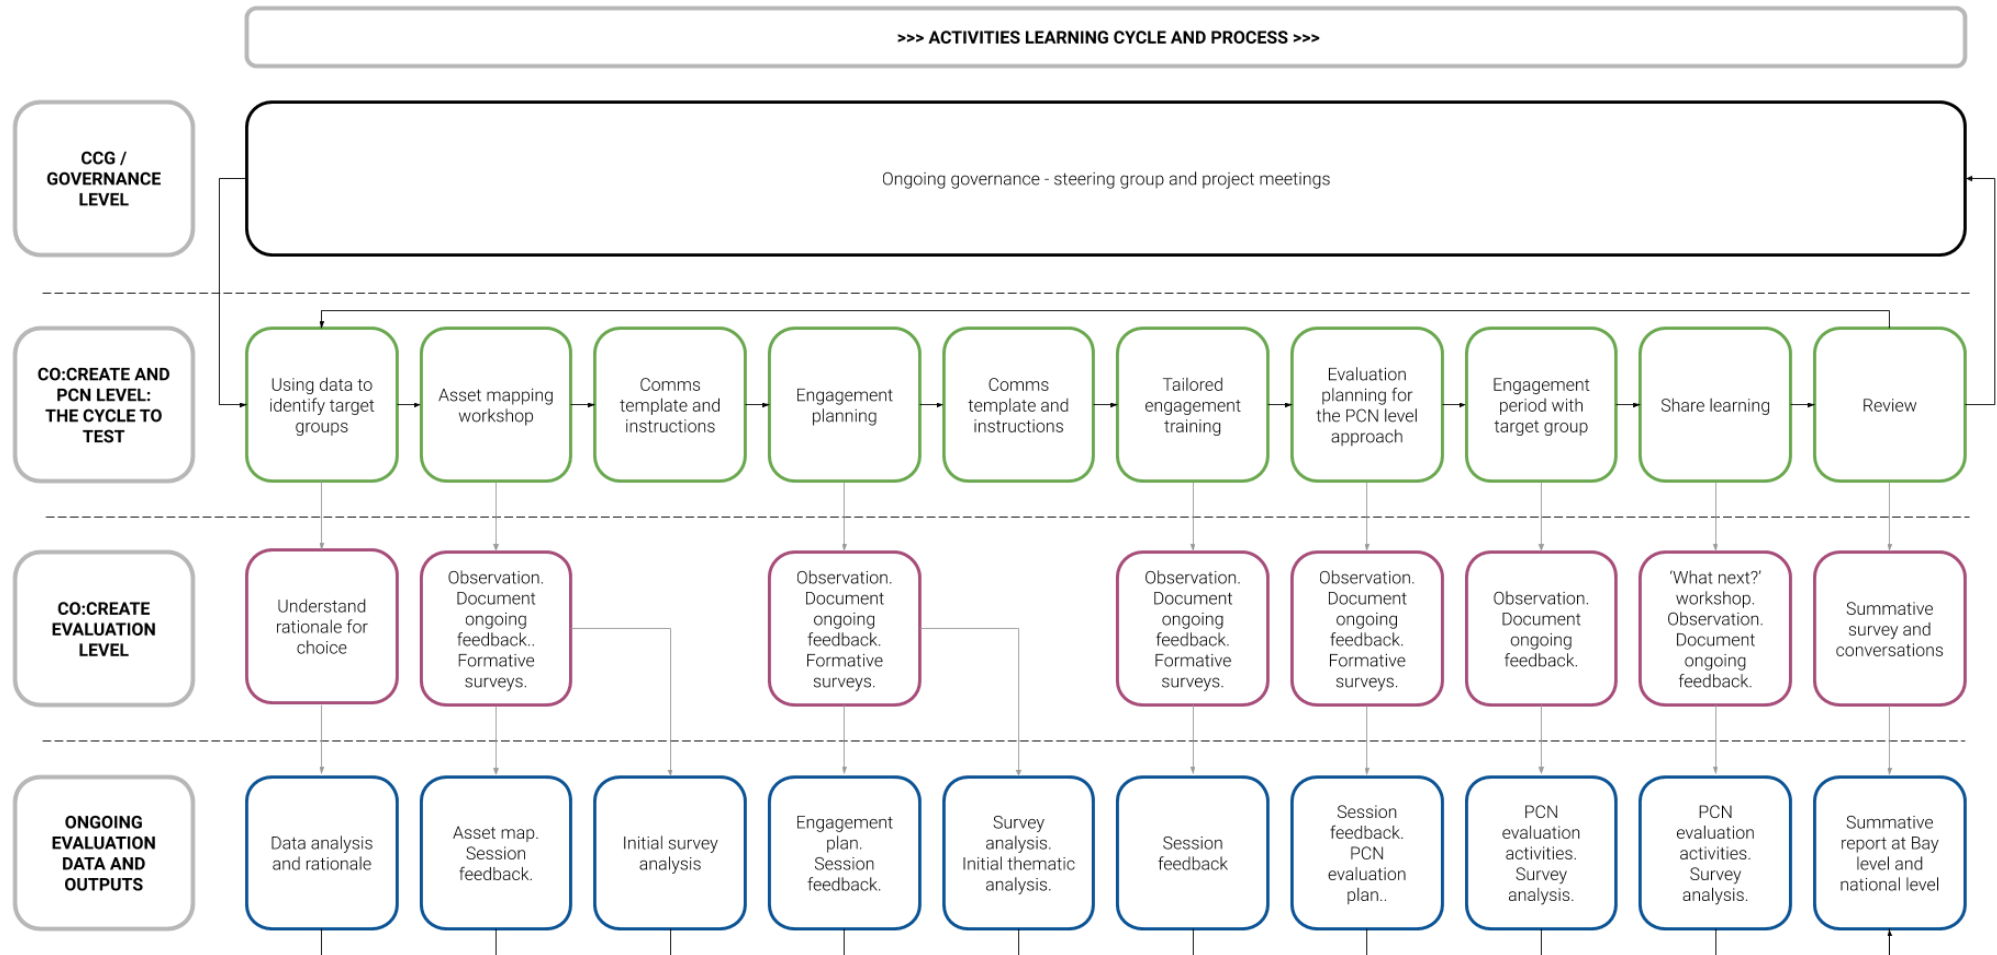 >>> ACTIVITIES LEARNING CYCLE AND PROCESS >>>
CCG /
GOVERNANCE
LEVEL
Ongoing governance - steering group and project meetings
CO:CREATE AND
PCN LEVEL:
THE CYCLE TO
TEST
Using data to
identify target
groups
Asset mapping
workshop
Comms
template and
instructions
Engagement
planning
Comms
template and
instructions
Tailored
engagement
training
Evaluation
planning for
the PCN level
approach
Engagement
period with
target group
Share learning
Review
CO:CREATE
EVALUATION
LEVEL
Understand
rationale for
choice
Observation.
Document
ongoing
feedback..
Formative
surveys.
Observation.
Document
ongoing
feedback.
Formative
surveys.
Observation.
Document
ongoing
feedback.
Formative
surveys.
Observation.
Document
ongoing
feedback.
Formative
surveys.
Observation.
Document
ongoing
feedback.
‘What next?’
workshop.
Observation.
Document
ongoing
feedback.
Summative
survey and
conversations
ONGOING
EVALUATION
DATA AND
OUTPUTS
Data analysis
and rationale
Asset map.
Session
feedback.
Initial survey
analysis
Engagement
plan.
Session
feedback.
Survey
analysis.
Initial thematic
analysis.
Session
feedback
Session
feedback.
PCN
evaluation
plan..
PCN
evaluation
activities.
Survey
analysis.
PCN
evaluation
activities.
Survey
analysis.
Summative
report at Bay
level and
national level